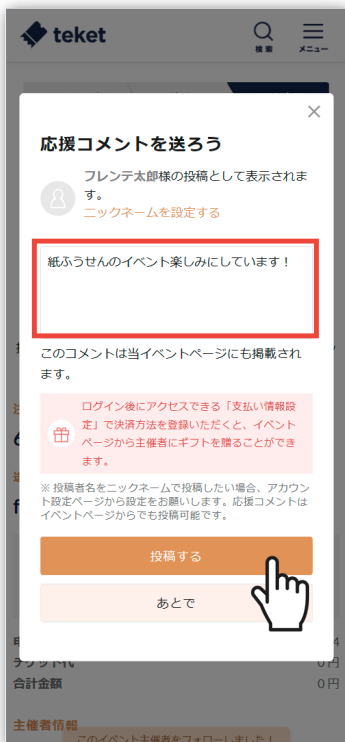 teket
検索
メニュー
応援コメントを送ろう
フレンテ太郎様の投稿として表示されま
す。
ニックネームを設定する
紙ふうせんのイベント楽しみにしています！
このコメントは当イベントページにも掲載され
ます。
ログイン後にアクセスできる「支払い情報設
定」で決済方法を登録いただくと、イベント
ページから主催者にギフトを贈ることができ
ます。
※ 投稿者名をニックネームで投稿したい場合、アカウン
ト設定ページから設定をお願いします。応援コメントは
イベントページからでも投稿可能です。
投稿する
あとで
チケット代
0円
合計金額
0円
主催者情報
このイベント主催者をフォローしました！